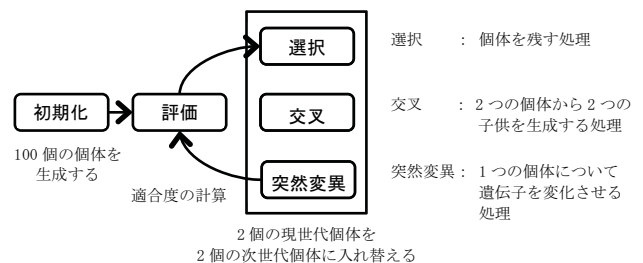 選択
選択 : 個体を残す処理
初期化
評価
交叉
交叉 : 2つの個体から2つの
子供を生成する処理
100個の個体を
生成する
適合度の計算
突然変異
突然変異: 1つの個体について
遺伝子を変化させる
処理
2個の現世代個体を
2個の次世代個体に入れ替える